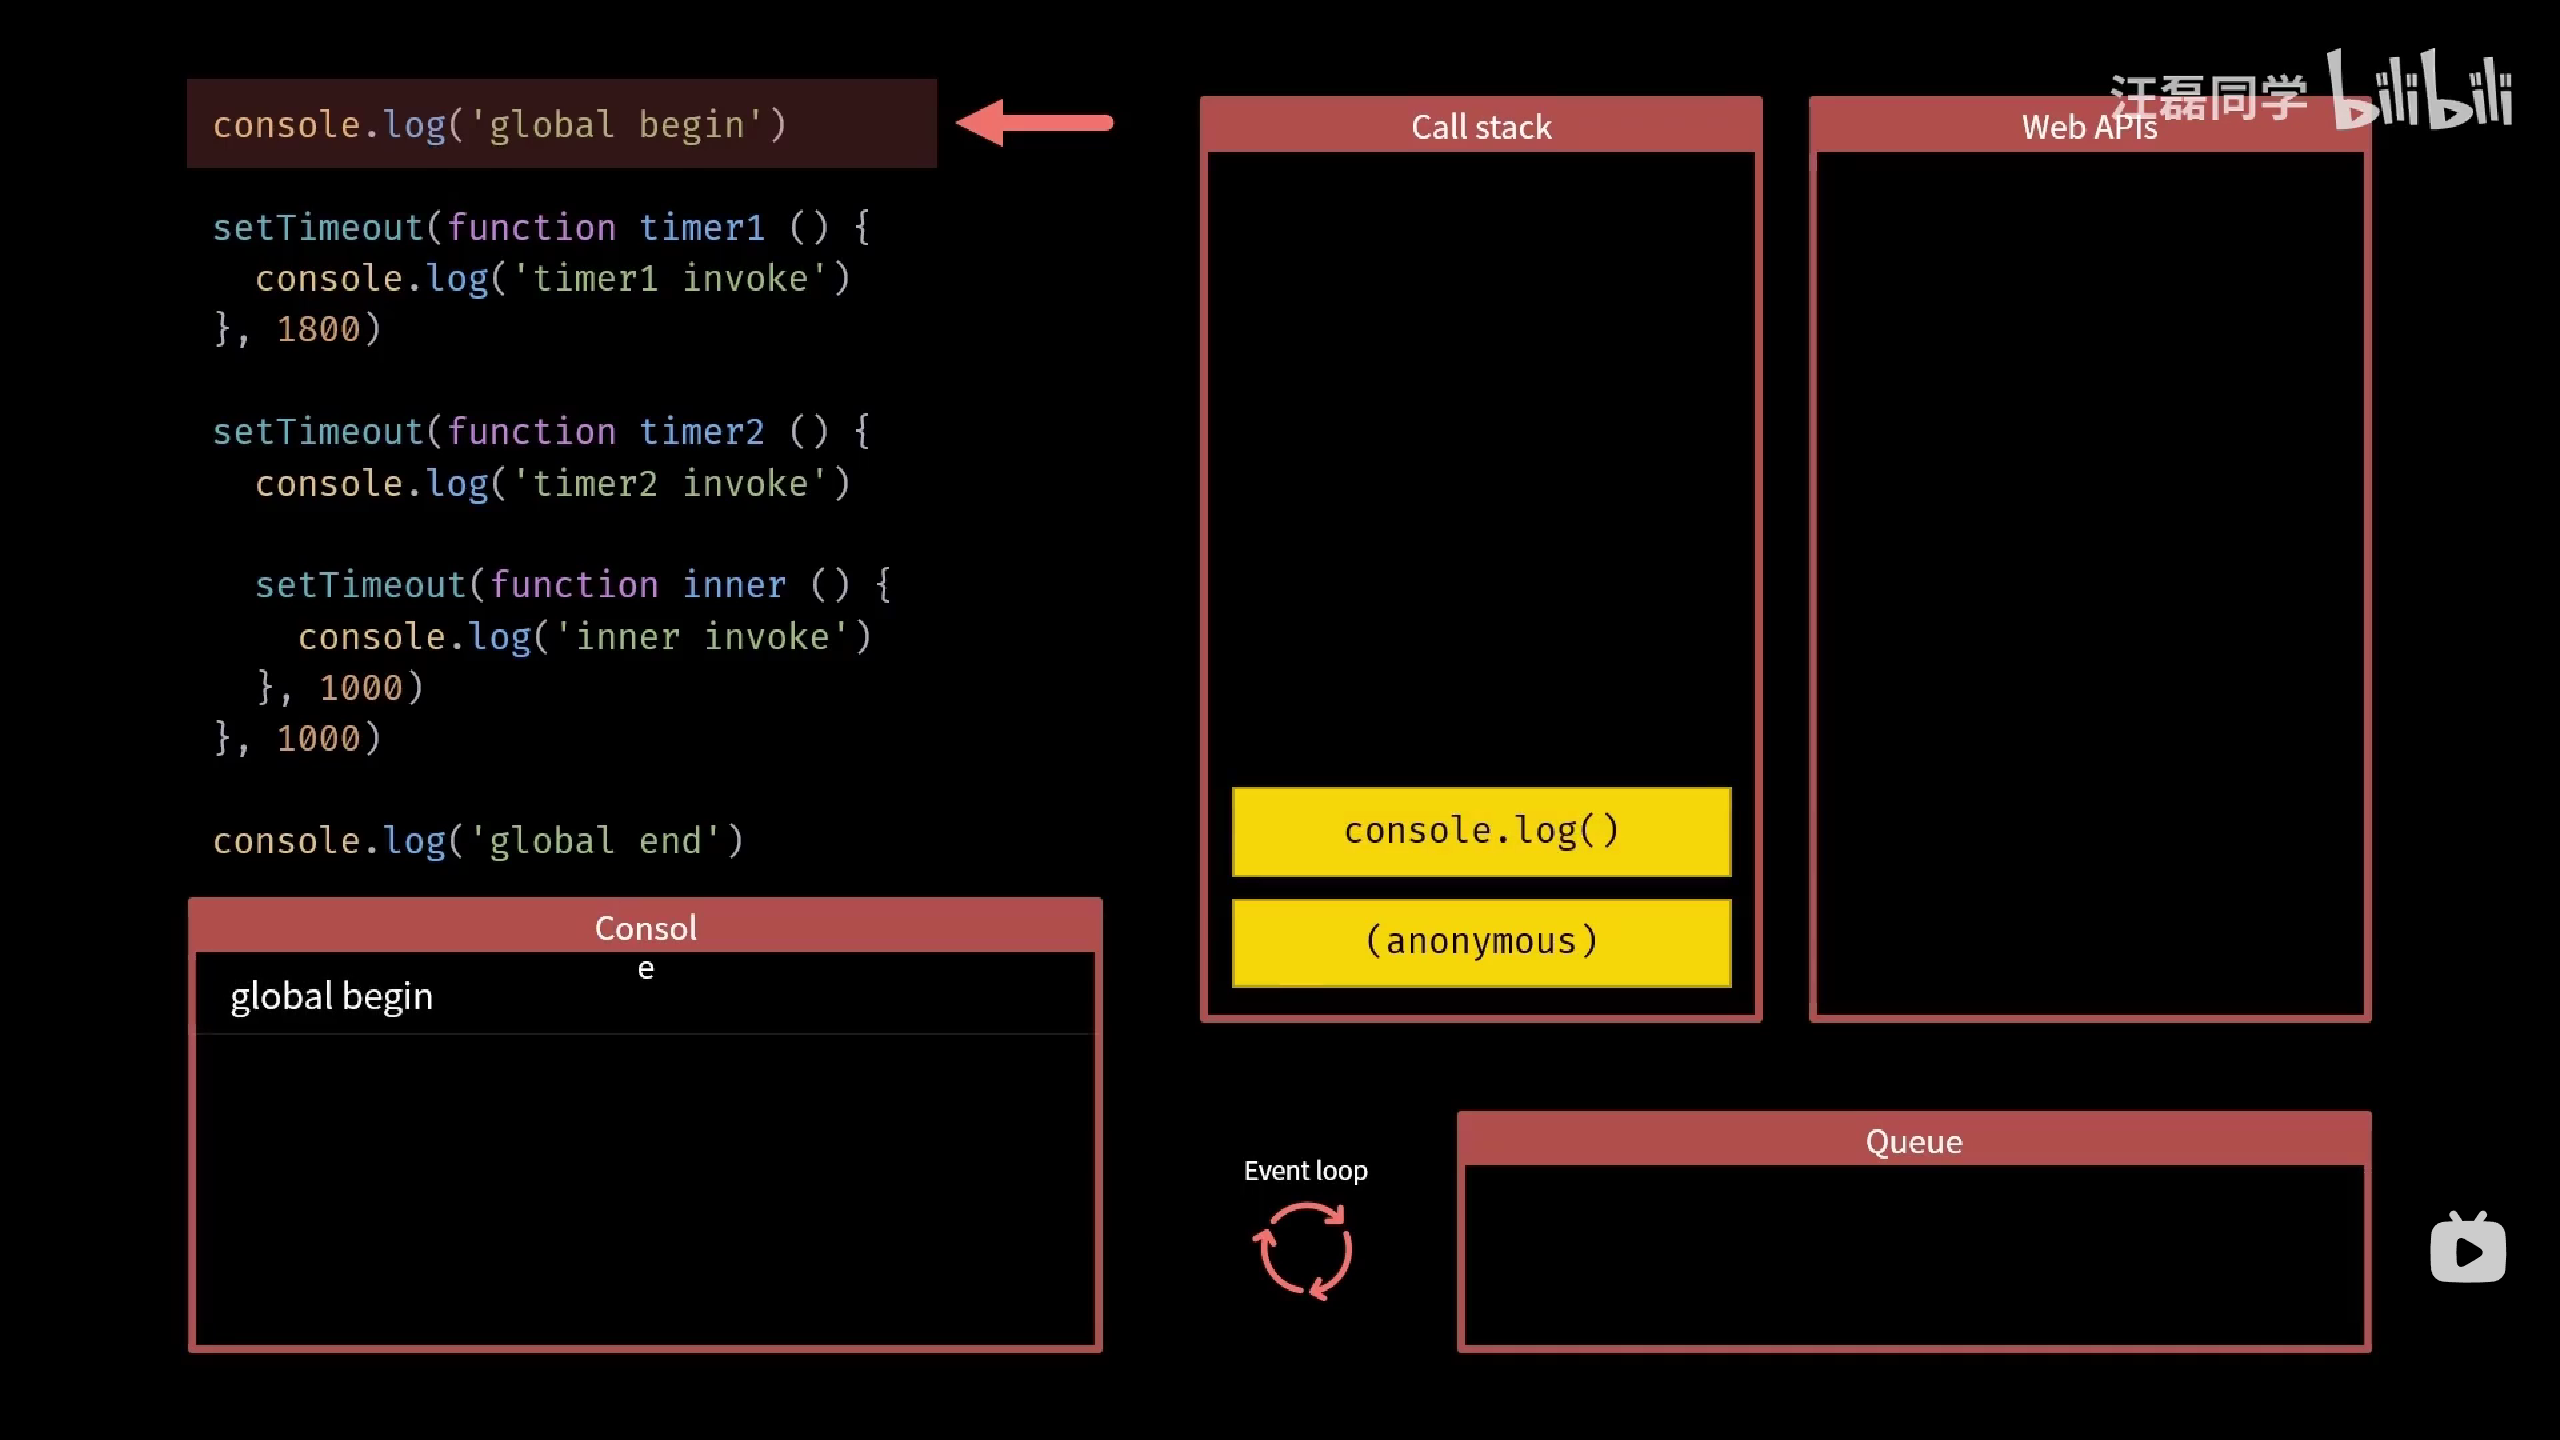 console.log('global begin')
setTimeout(function timer1 () {
  console.log('timer1 invoke')
}, 1800)
setTimeout(function timer2 () {
  console.log('timer2 invoke')
  setTimeout(function inner () {
    console.log('inner invoke')
  }, 1000)
}, 1000)
console.log('global end')
Consol
e
global begin
Call stack
console.log()
(anonymous)
汪磊同学 bilibili
Web APIs
Event loop
Queue